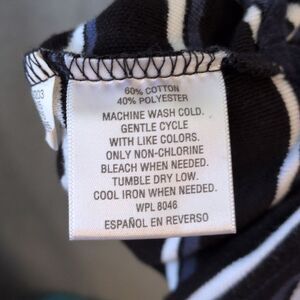 60% COTTON
40% POLYESTER
MACHINE WASH COLD.
GENTLE CYCLE
WITH LIKE COLORS.
ONLY NON-CHLORINE
BLEACH WHEN NEEDED.
TUMBLE DRY LOW.
COOL IRON WHEN NEEDED.
WPL 8046
ESPAÑOL EN REVERSO